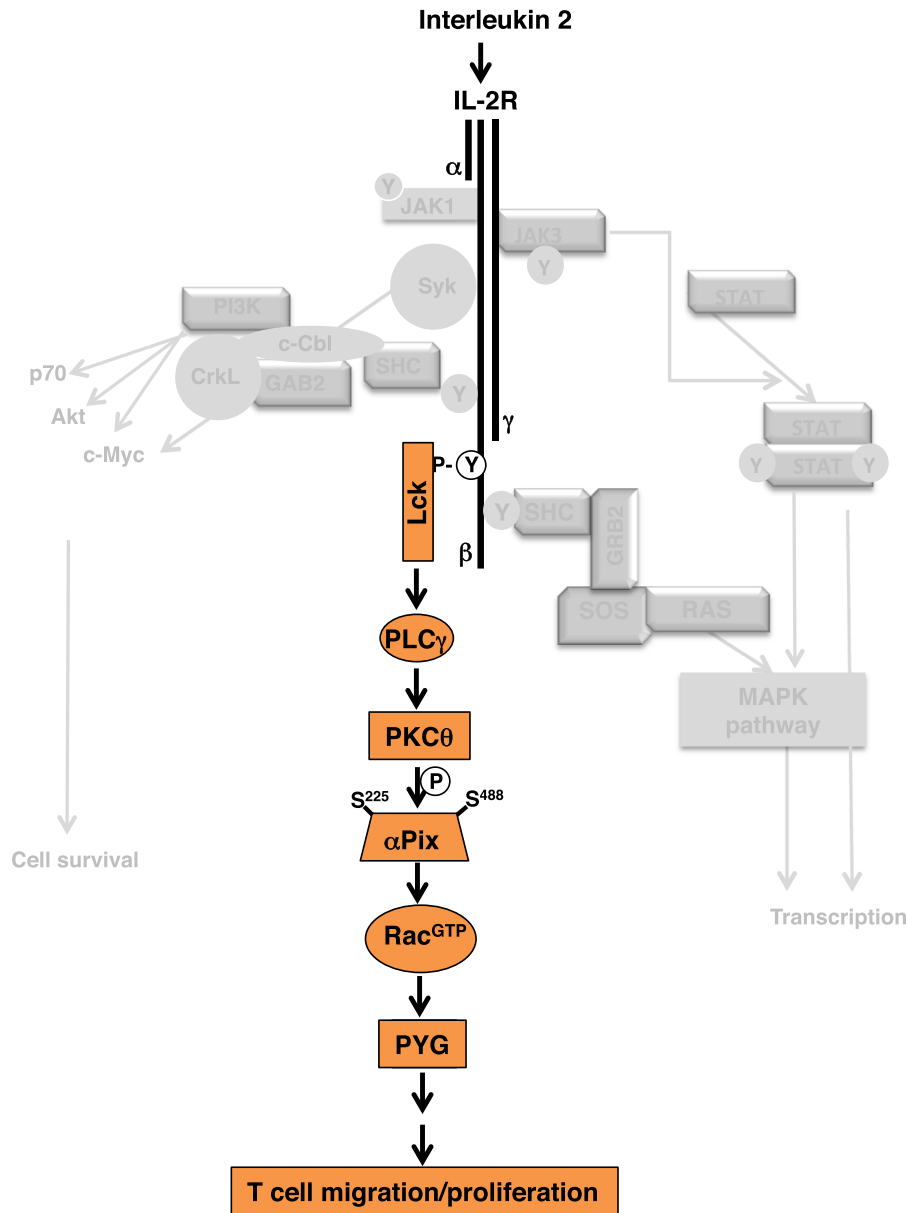 Interleukin 2
IL-2R
α
Y
JAK1
JAK3
Y
Syk
STAT
PI3K
c-Cbl
SHC
p70
CrkL
GAB2
Y
Akt
γ
c-Myc
STAT
Y
STAT
Y
P-
Y
Lck
β
Y
SHC
GRB2
SOS
RAS
PLCγ
MAPK
pathway
PKCθ
P
S225
S488
αPix
Cell survival
Transcription
RacGTP
PYG
T cell migration/proliferation